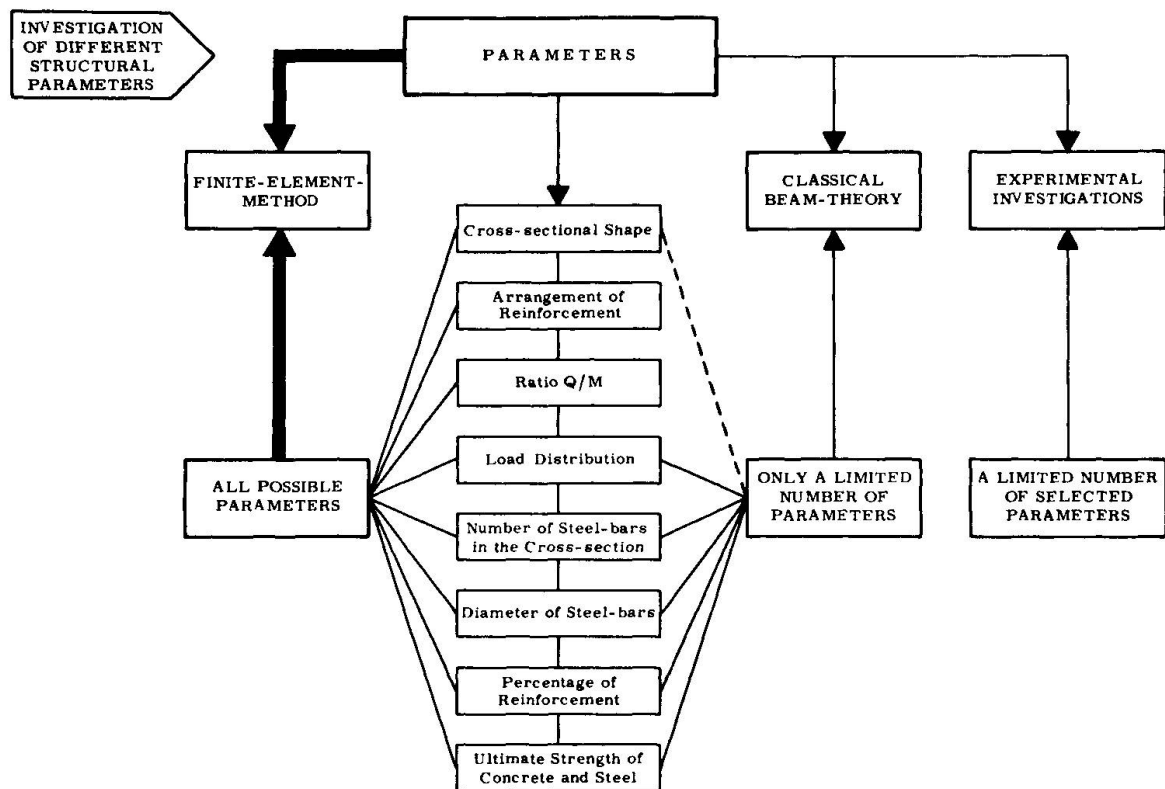 INVESTIGATION
OF DIFFERENT
STRUCTURAL
PARAMETERS
PARAMETERS
FINITE-ELEMENT-
METHOD
CLASSICAL
BEAM-THEORY
EXPERIMENTAL
INVESTIGATIONS
Cross-sectional Shape
Arrangement of
Reinforcement
Ratio Q/M
Load Distribution
Number of Steel-bars
in the Cross-section
Diameter of Steel-bars
Percentage of
Reinforcement
Ultimate Strength of
Concrete and Steel
ALL POSSIBLE
PARAMETERS
ONLY A LIMITED
NUMBER OF
PARAMETERS
A LIMITED NUMBER
OF SELECTED
PARAMETERS